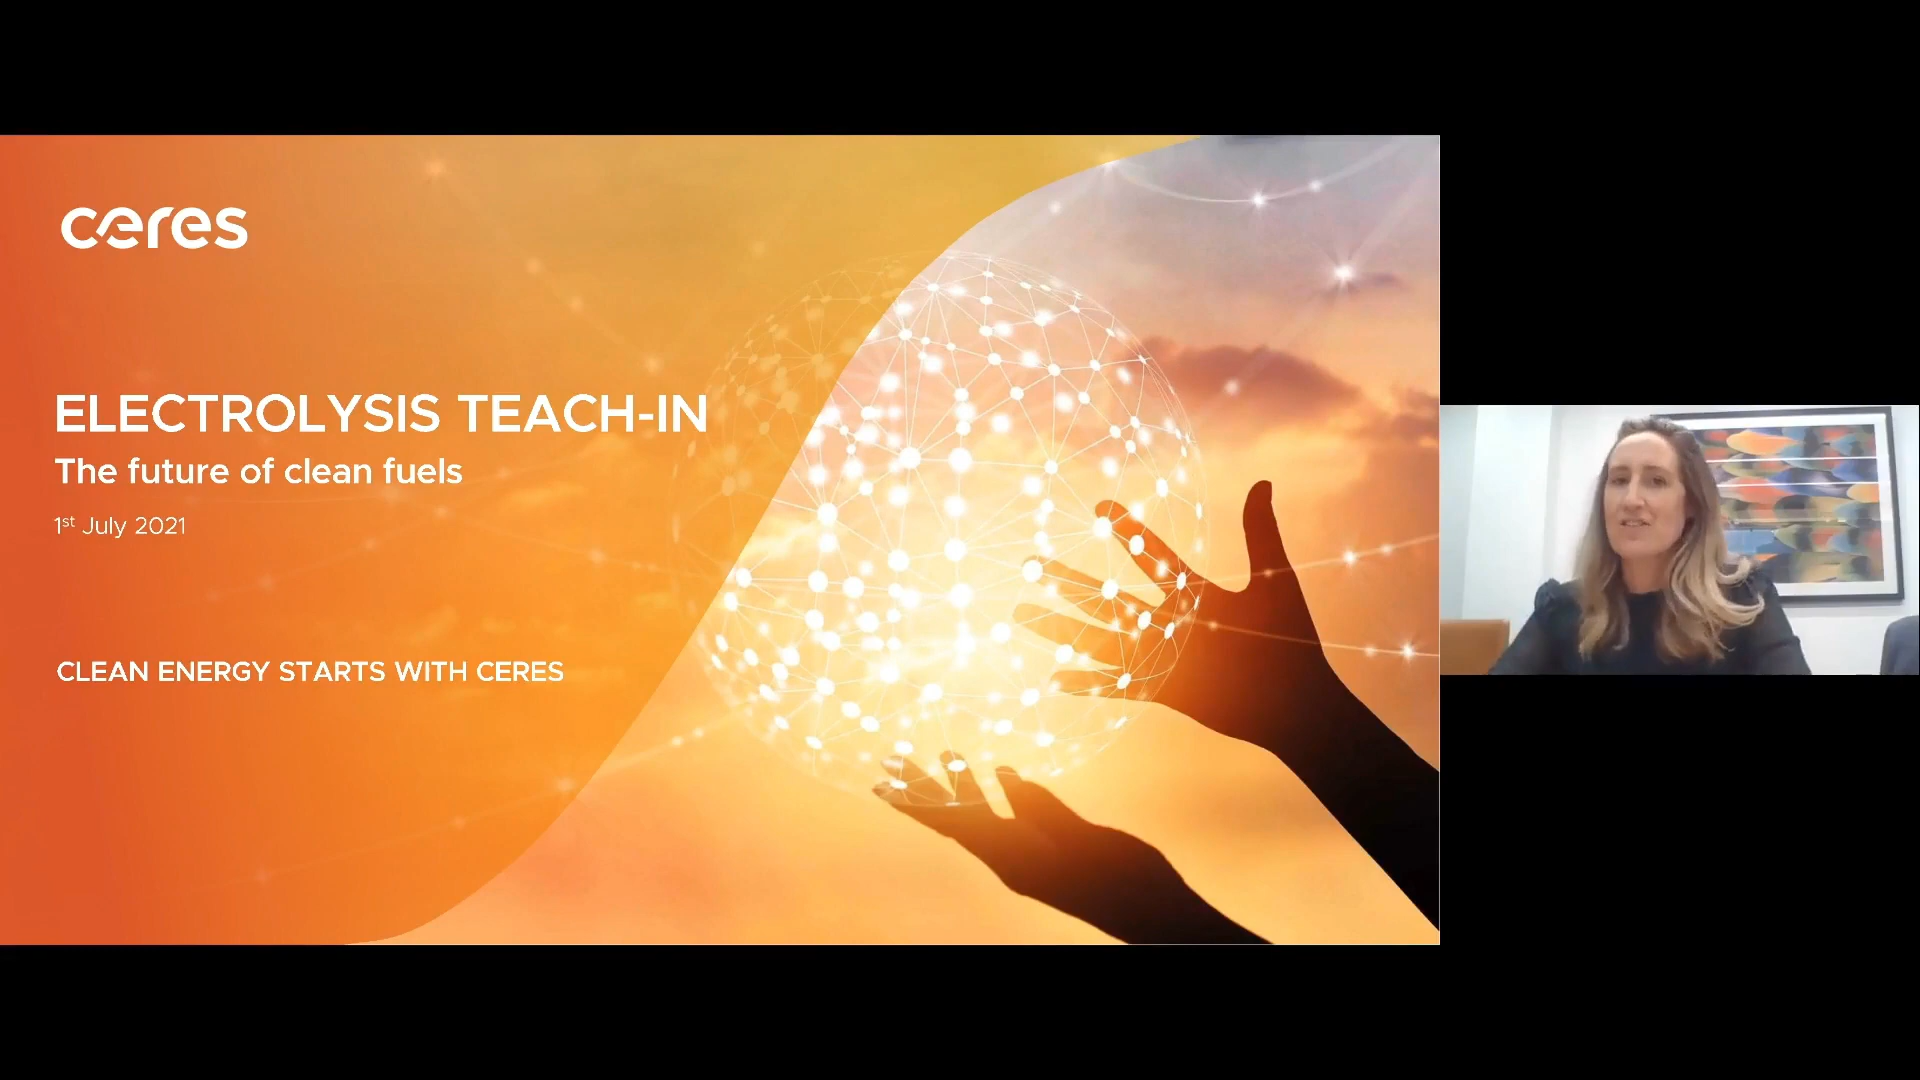 ceres
ELECTROLYSIS TEACH-IN
The future of clean fuels
1st July 2021
CLEAN ENERGY STARTS WITH CERES